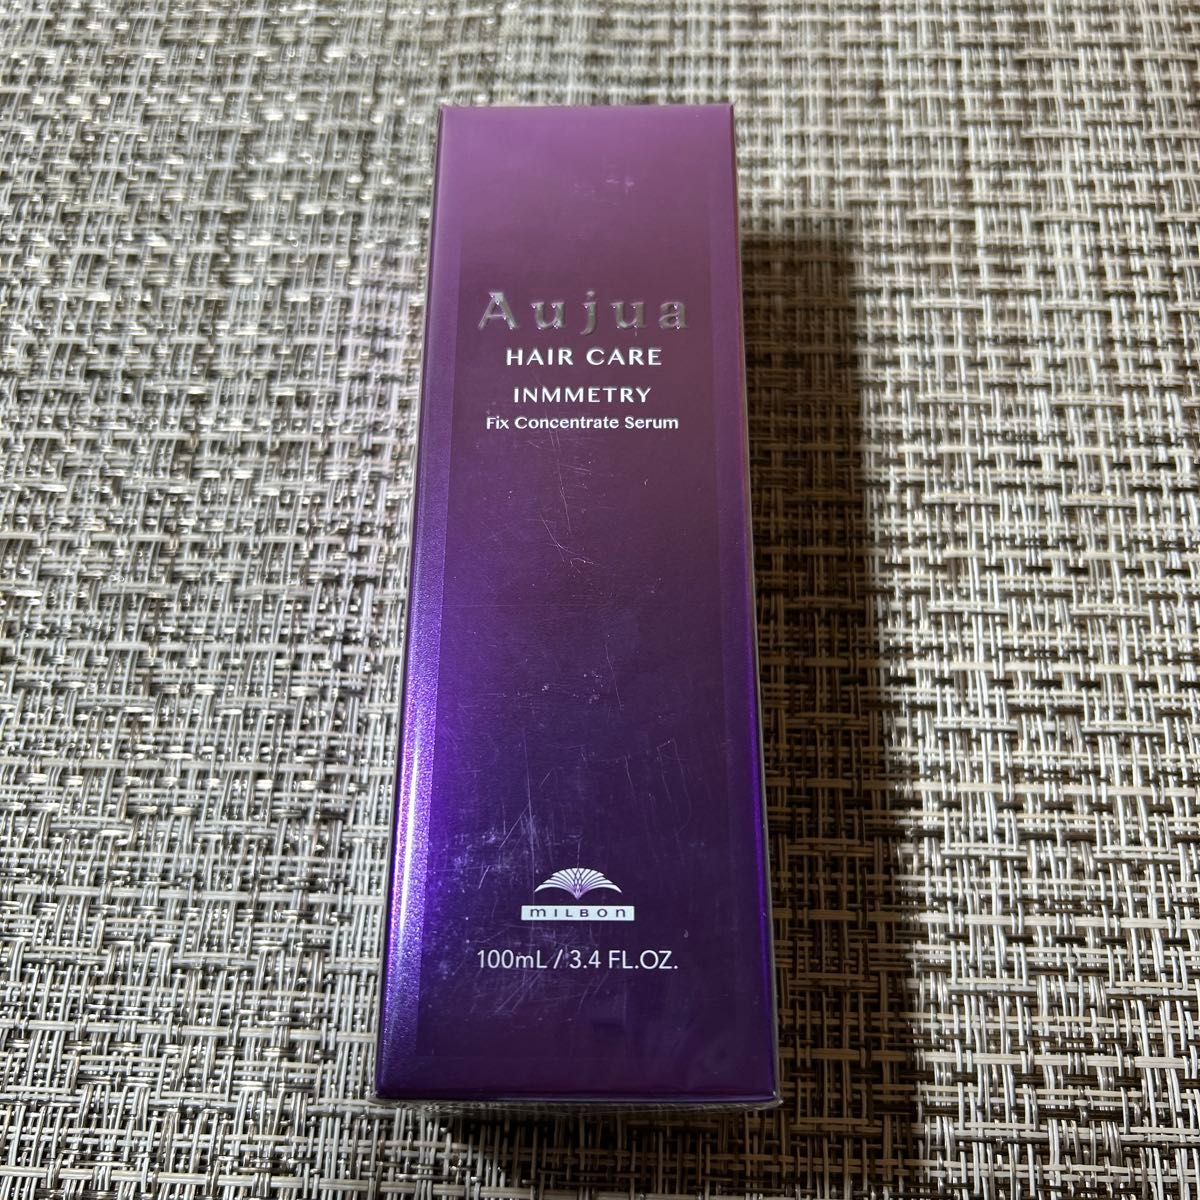 Aujua
HAIR CARE
INMMETRY
Fix Concentrate Serum
MILBON
100mL / 3.4 FL.OZ.